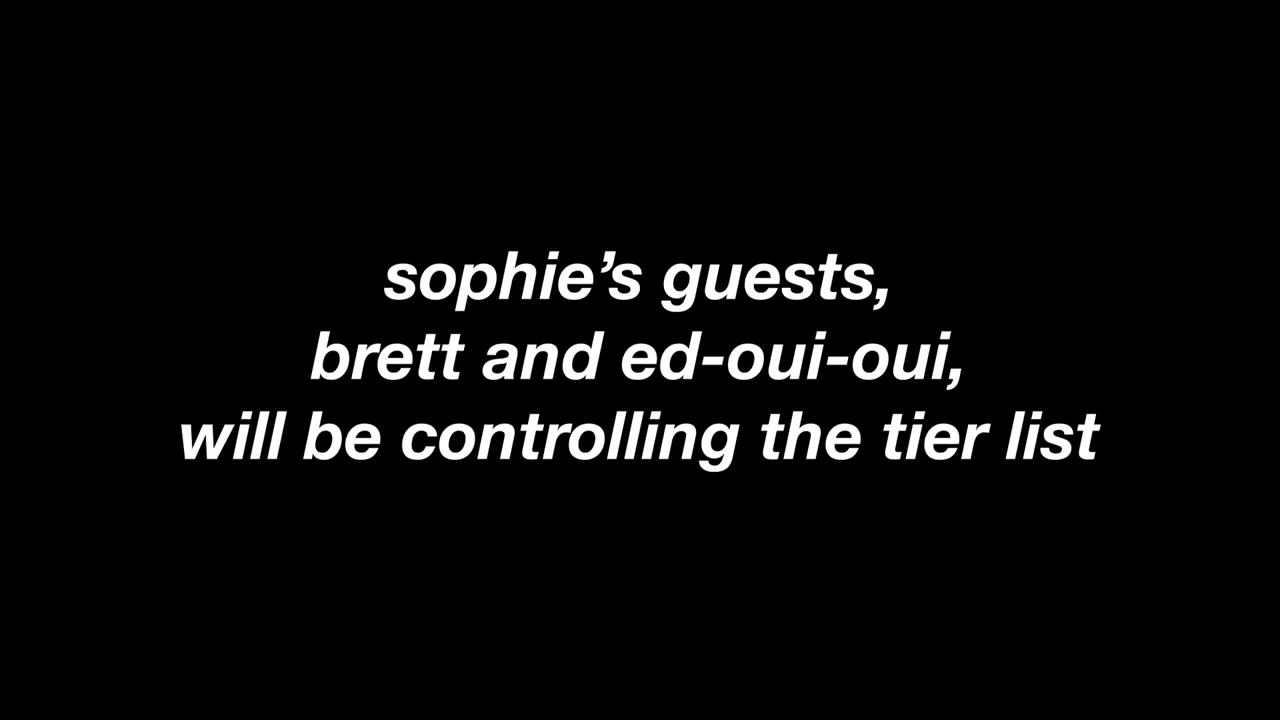 sophie’s guests,
brett and ed-oui-oui,
will be controlling the tier list